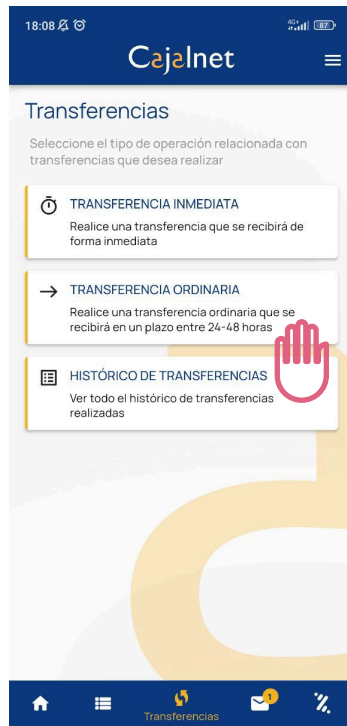 18:08
4G+
87
Cajalnet
Transferencias
Seleccione el tipo de operación relacionada con
transferencias que desea realizar
TRANSFERENCIA INMEDIATA
Realice una transferencia que se recibirá de
forma inmediata
TRANSFERENCIA ORDINARIA
Realice una transferencia ordinaria que se
recibirá en un plazo entre 24-48 horas
HISTÓRICO DE TRANSFERENCIAS
Ver todo el histórico de transferencias
realizadas
1
Transferencias